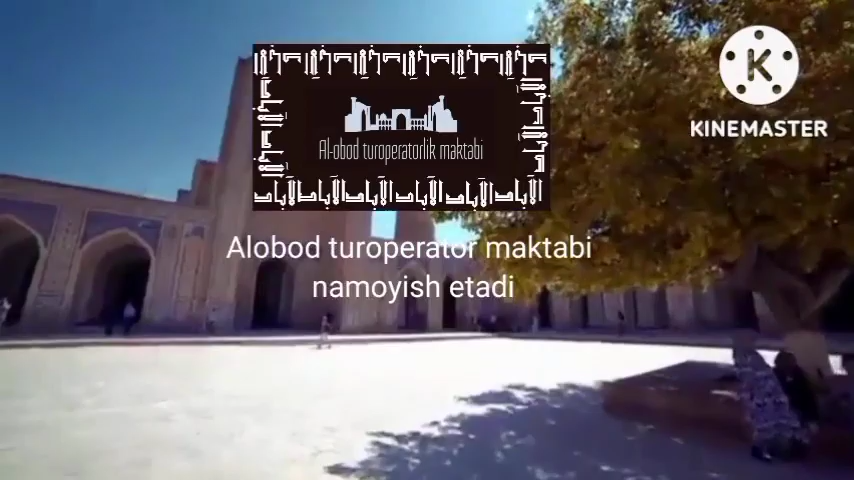 Al-obod turoperatorlik maktabi
KINEMASTER
Alobod turoperator maktabi
namoyish etadi